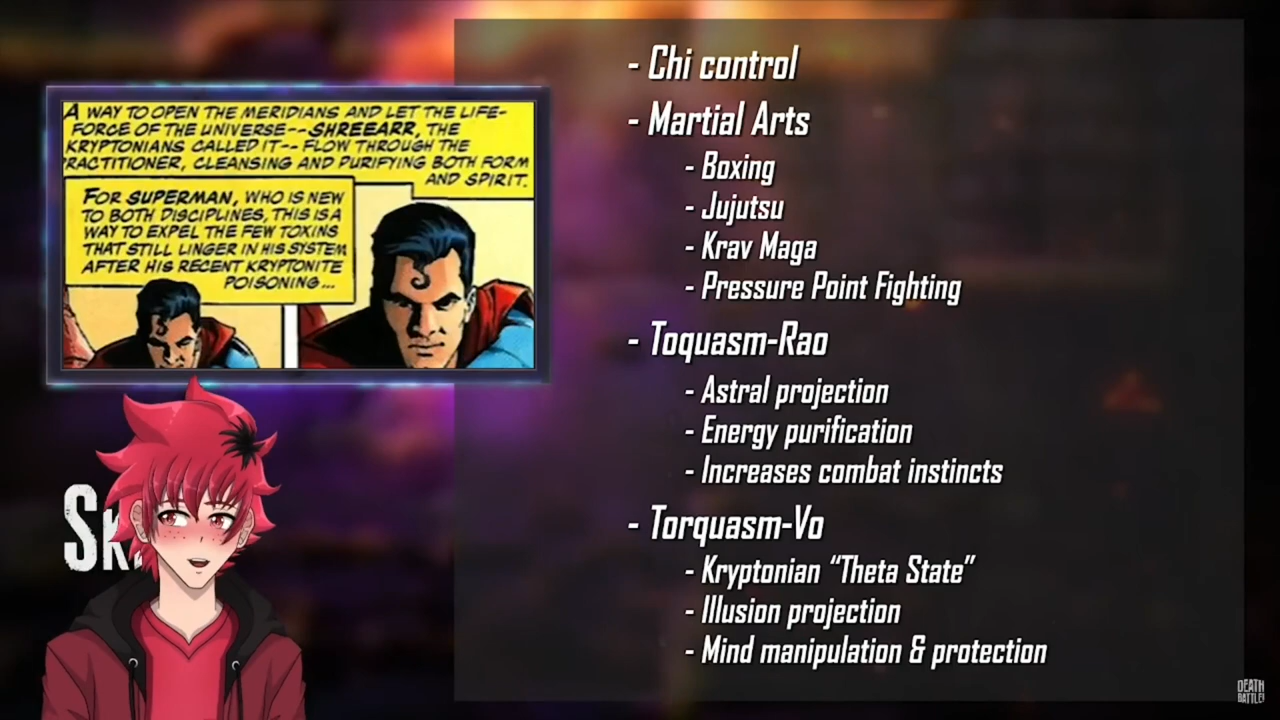 A WAY TO OPEN THE MERIDIANS AND LET THE LIFE-
FORCE OF THE UNIVERSE--SHREEARR, THE
KRYPTONIANS CALLED IT-- FLOW THROUGH THE
RACTITIONER, CLEANSING AND PURIFYING BOTH FORM
AND SPIRIT.
FOR SUPERMAN, WHO IS NEW
TO BOTH DISCIPLINES, THIS IS A
WAY TO EXPEL THE FEW TOXINS
THAT STILL LINGER IN HIS SYSTEM
AFTER HIS RECENT KRYPTONITE
POISONING...
- Chi control
- Martial Arts
- Boxing
- Jujutsu
- Krav Maga
- Pressure Point Fighting
- Toquasm-Rao
- Astral projection
- Energy purification
- Increases combat instincts
- Torquasm-Vo
- Kryptonian “Theta State”
- Illusion projection
- Mind manipulation & protection
DEATH
BATTLE!